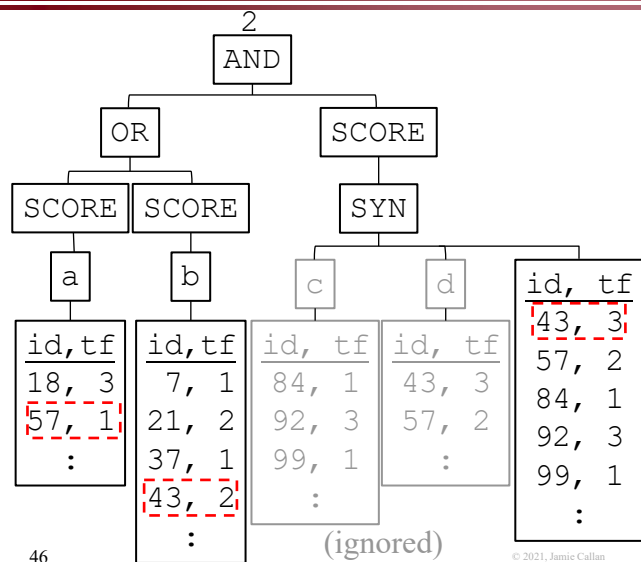 2
AND
OR
SCORE
SCORE
SCORE
SYN
a
b
c
d
id,tf
18, 3
57, 1
:
id,tf
7, 1
21, 2
37, 1
43, 2
:
id, tf
84, 1
92, 3
99, 1
:
id, tf
43, 3
57, 2
:
id, tf
43, 3
57, 2
84, 1
92, 3
99, 1
:
(ignored)
46
© 2021, Jamie Callan